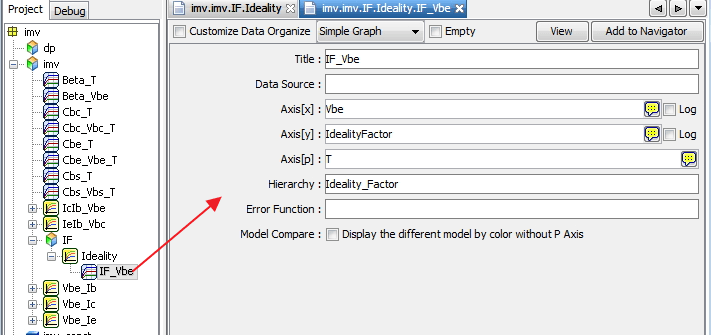 Project Debug
imv
dp
imv
Beta_T
Beta_Vbe
Cbc_T
Cbc_Vbc_T
Cbe_T
Cbe_Vbe_T
Cbs_T
Cbs_Vbs_T
IcIb_Vbe
IeIb_Vbc
IF
Ideality
IF_Vbe
Vbe_Ib
Vbe_Ic
Vbe_Ie
imv.imv.IF.Ideality imv.imv.IF.Ideality.IF_Vbe
Customize Data Organize Simple Graph Empty View Add to Navigator
Title : IF_Vbe
Data Source :
Axis[x] : Vbe Log
Axis[y] : IdealityFactor Log
Axis[p] : T
Hierarchy : Ideality_Factor
Error Function :
Model Compare : Display the different model by color without P Axis